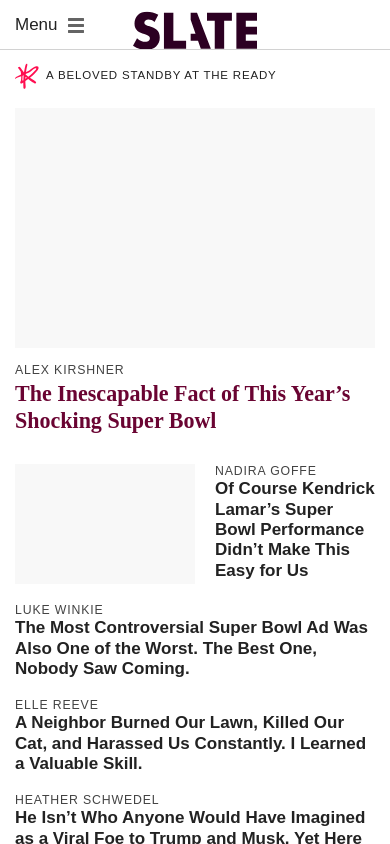 Menu
SLATE
A BELOVED STANDBY AT THE READY
ALEX KIRSHNER
The Inescapable Fact of This Year’s
Shocking Super Bowl
NADIRA GOFFE
Of Course Kendrick
Lamar’s Super
Bowl Performance
Didn’t Make This
Easy for Us
LUKE WINKIE
The Most Controversial Super Bowl Ad Was
Also One of the Worst. The Best One,
Nobody Saw Coming.
ELLE REEVE
A Neighbor Burned Our Lawn, Killed Our
Cat, and Harassed Us Constantly. I Learned
a Valuable Skill.
HEATHER SCHWEDEL
He Isn’t Who Anyone Would Have Imagined
as a Viral Foe to Trump and Musk. Yet Here